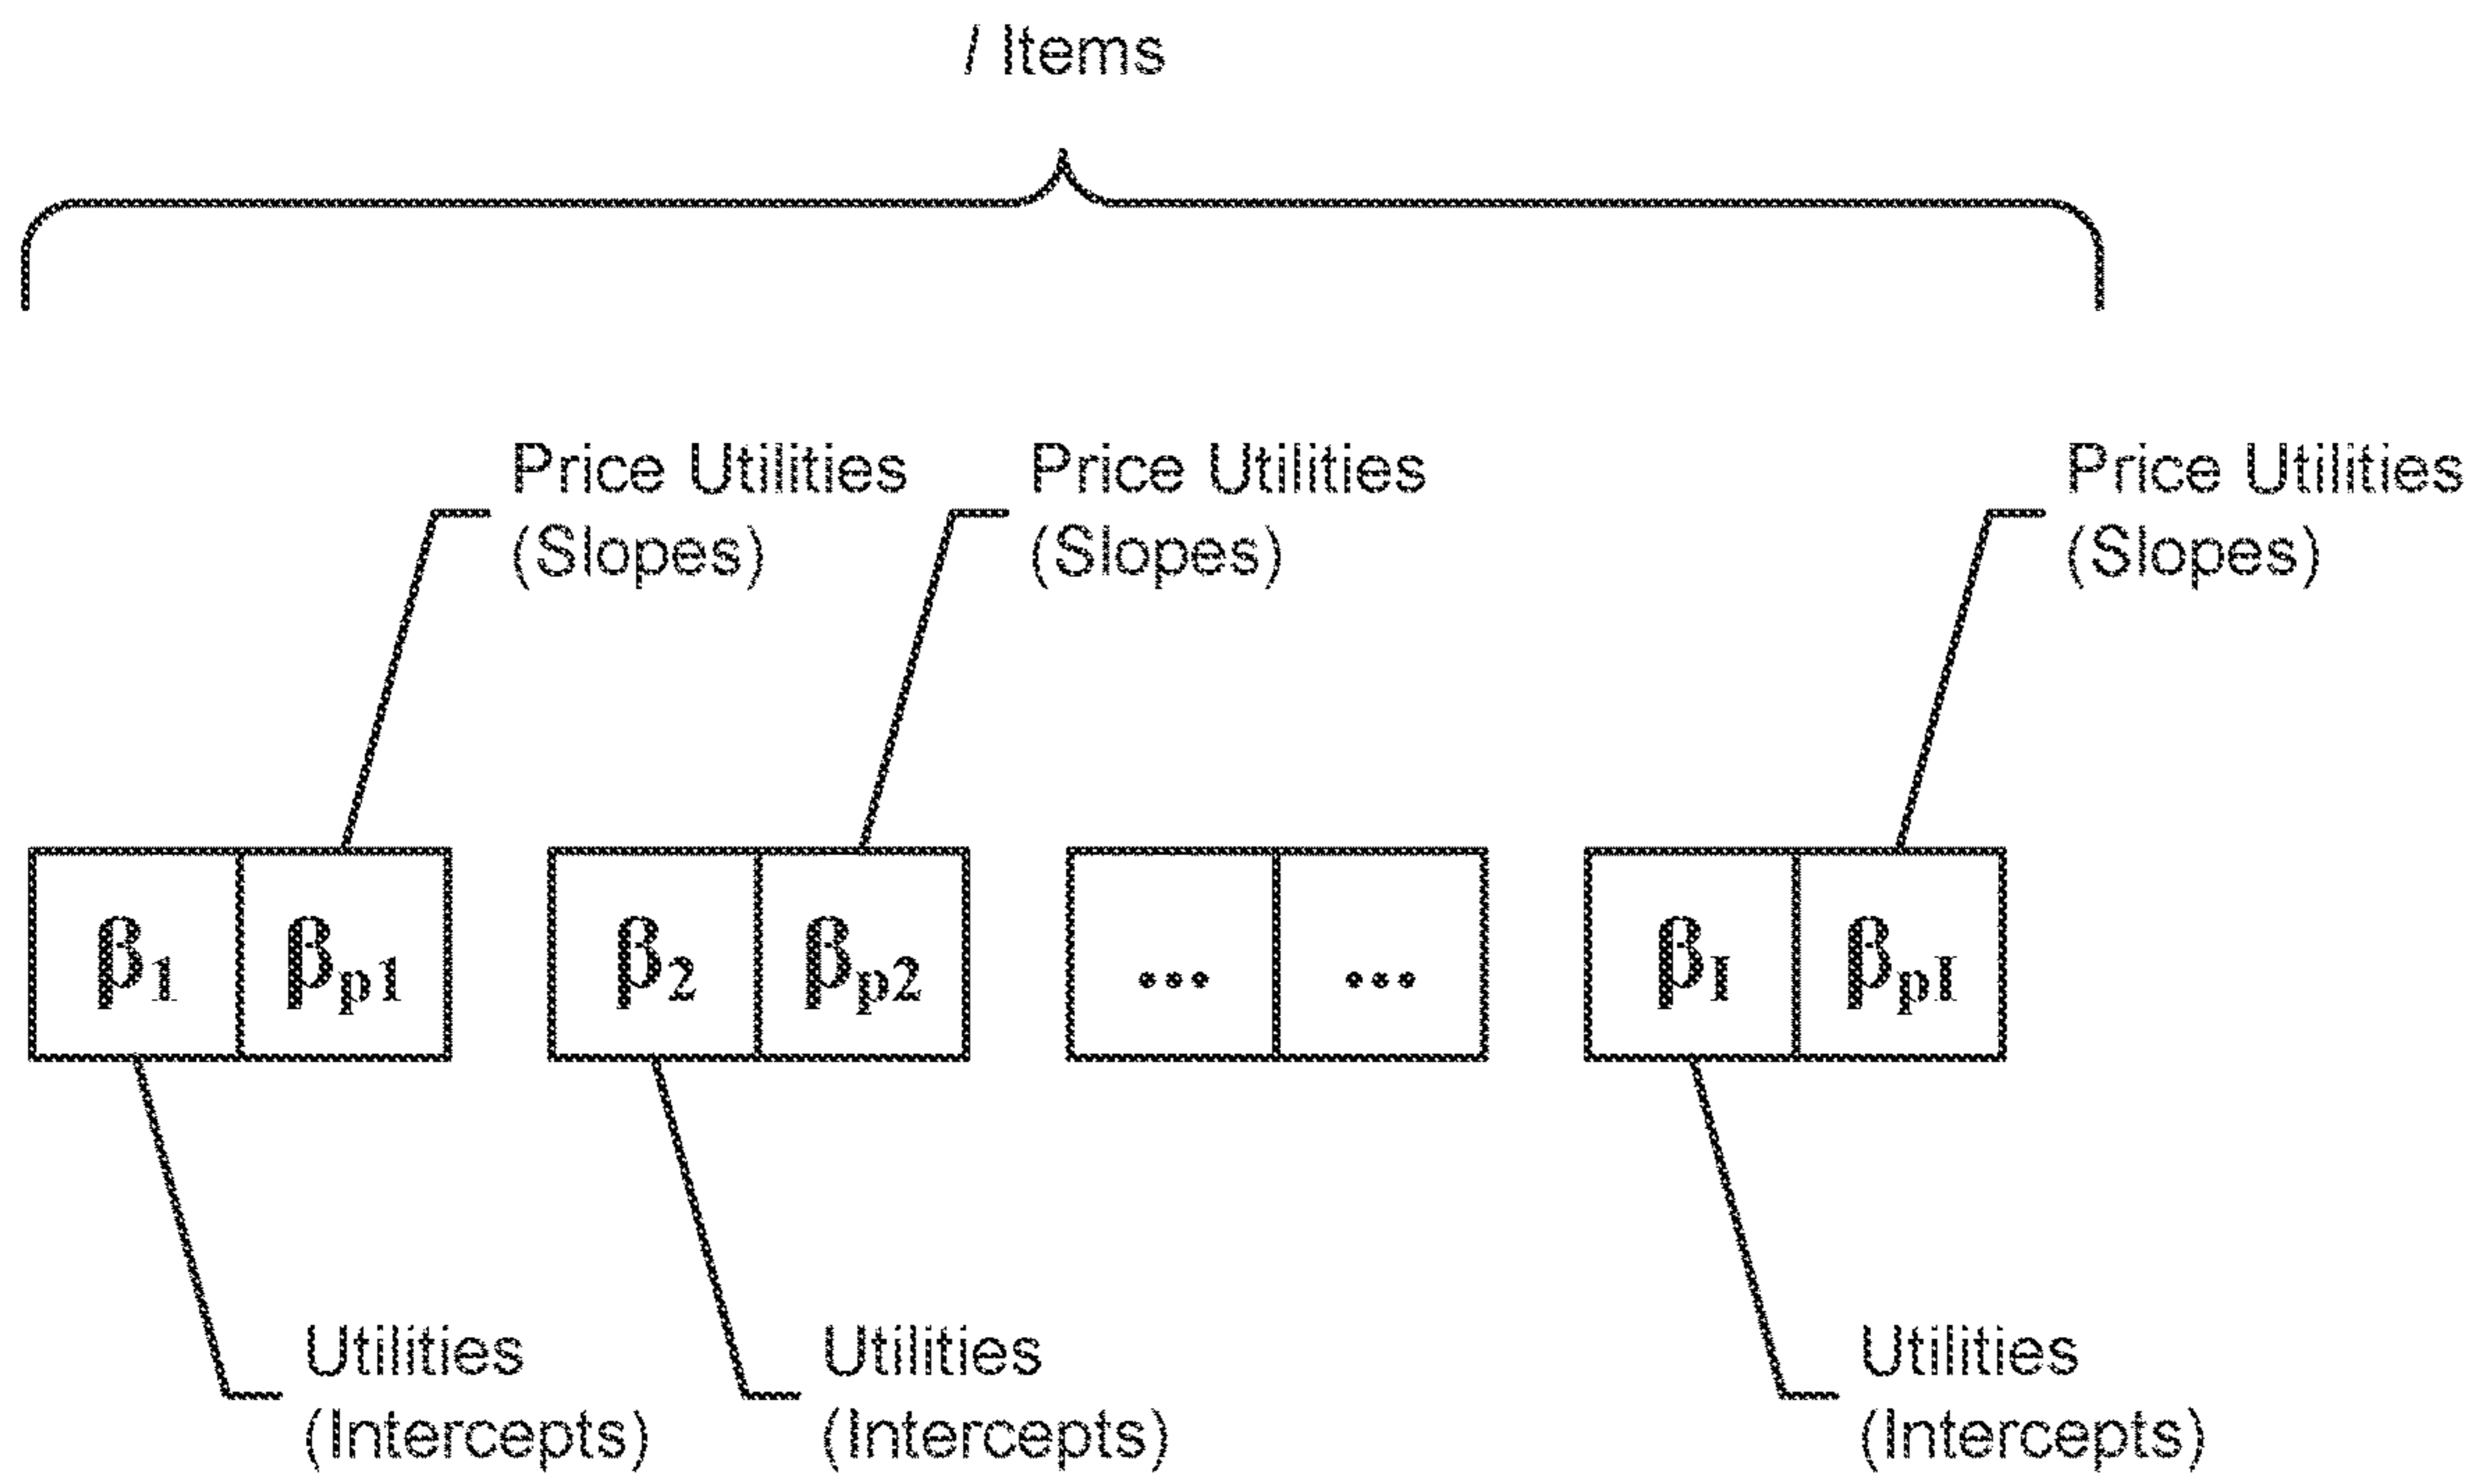 I Items
Price Utilities
(Slopes)
Price Utilities
(Slopes)
Price Utilities
(Slopes)
β1 βp1 β2 βp2 ... ... βI βpI
Utilities
(Intercepts)
Utilities
(Intercepts)
Utilities
(Intercepts)